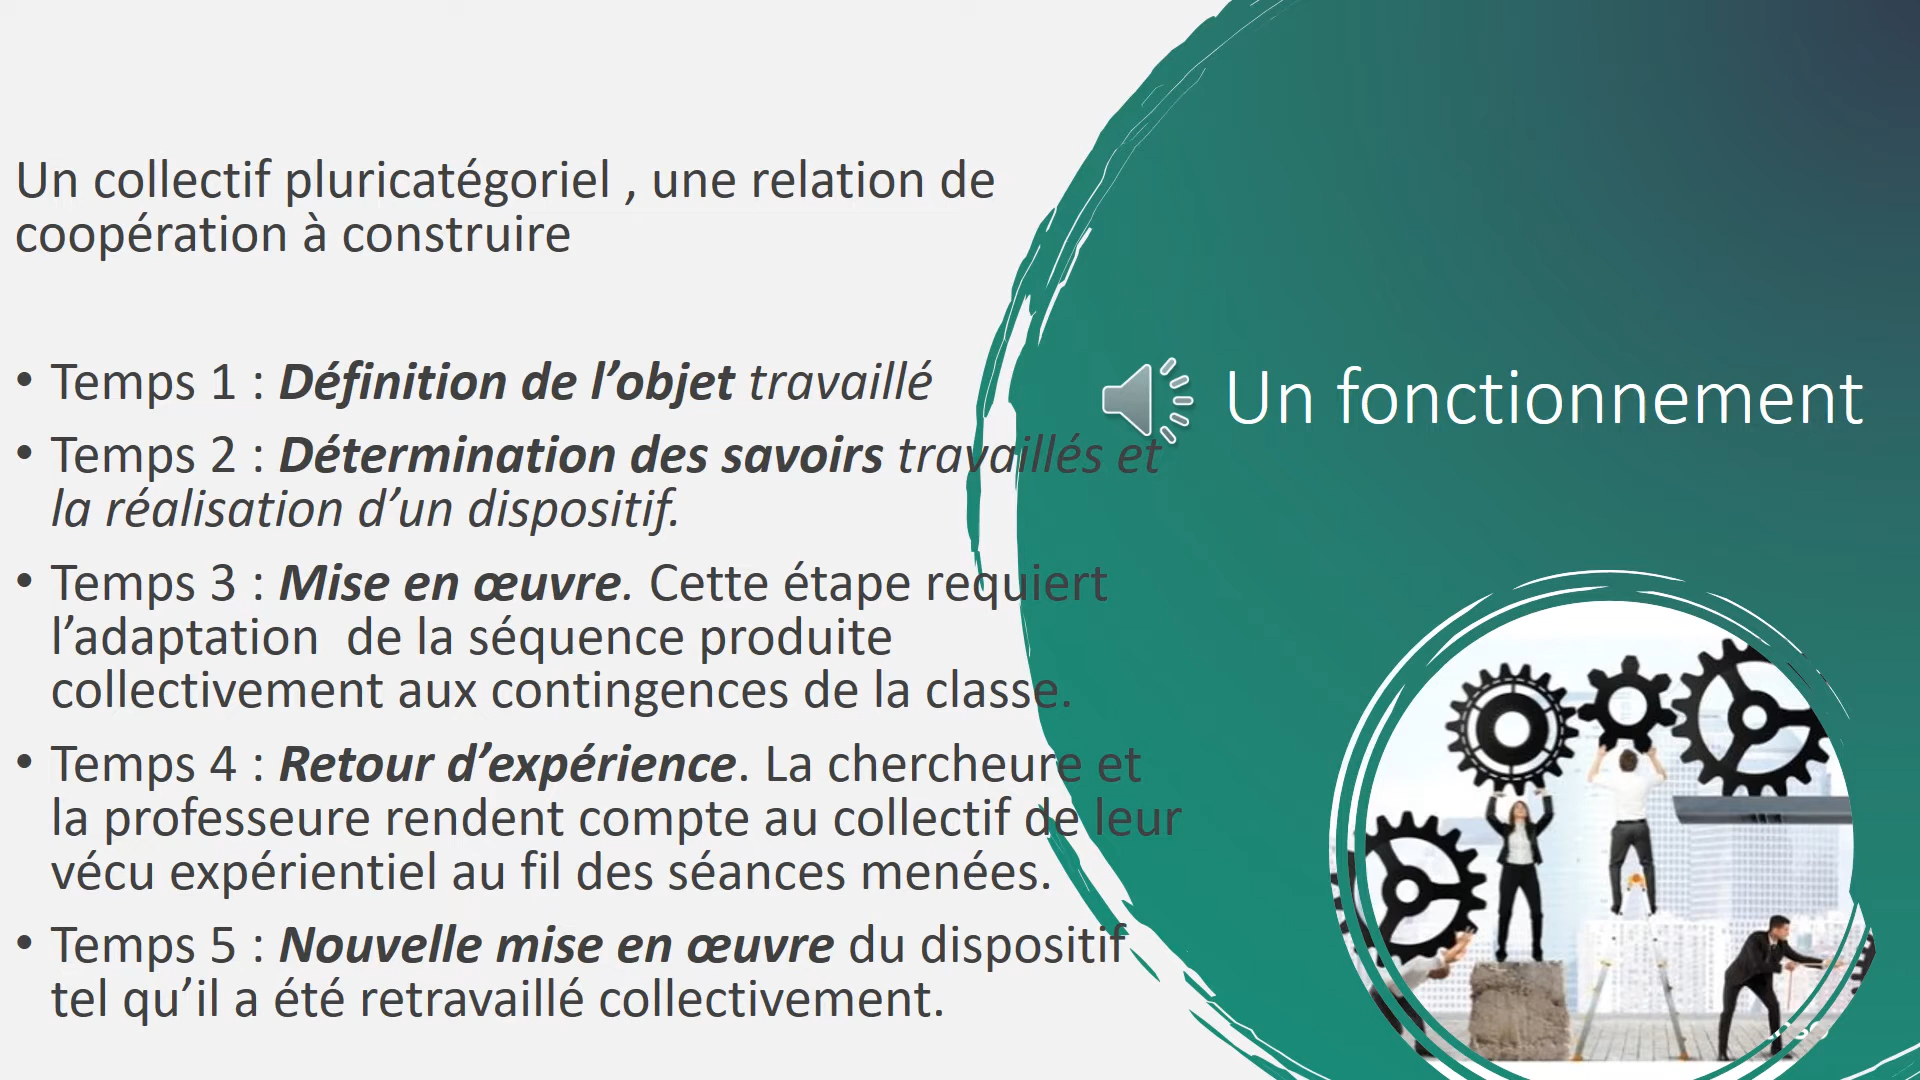 Un collectif pluricatégoriel , une relation de
coopération à construire
• Temps 1 : Définition de l’objet travaillé
• Temps 2 : Détermination des savoirs travaillés et
la réalisation d’un dispositif.
• Temps 3 : Mise en œuvre. Cette étape requiert
l’adaptation  de la séquence produite
collectivement aux contingences de la classe.
• Temps 4 : Retour d’expérience. La chercheure et
la professeure rendent compte au collectif de leur
vécu expérientiel au fil des séances menées.
• Temps 5 : Nouvelle mise en œuvre du dispositif
tel qu’il a été retravaillé collectivement.
Un fonctionnement